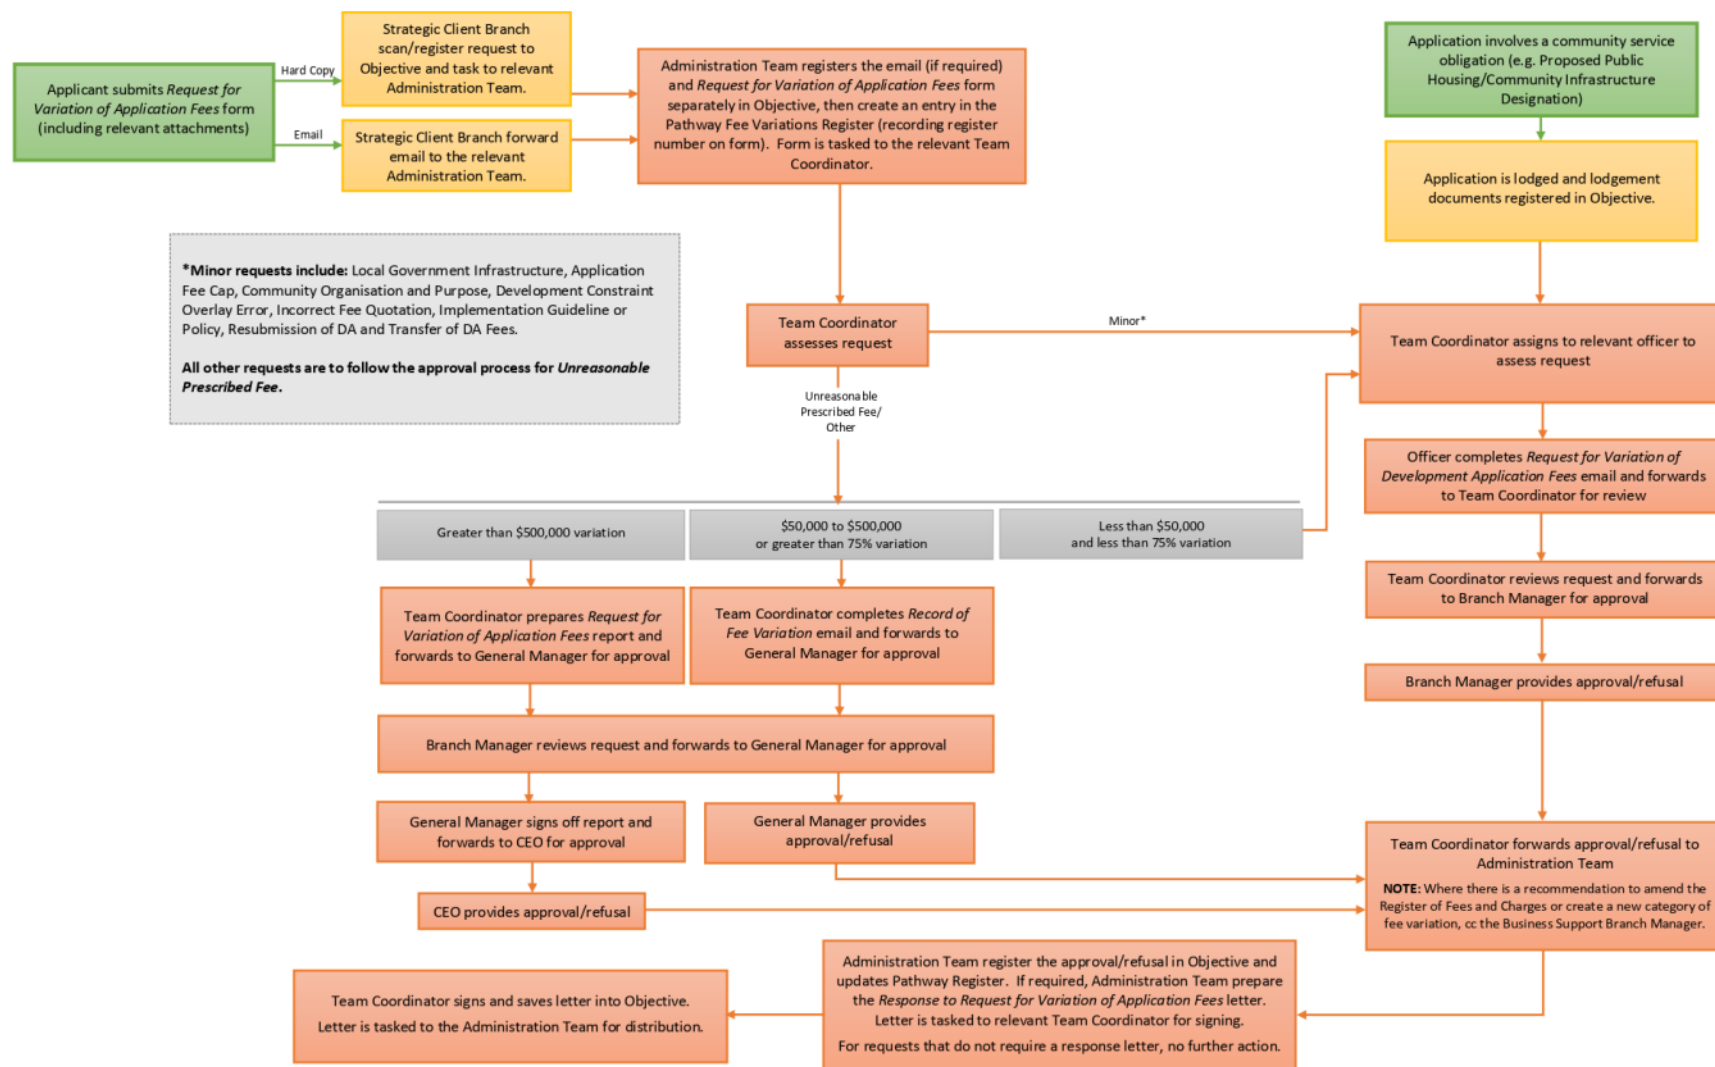 Applicant submits Request for
Variation of Application Fees form
(including relevant attachments)
Hard Copy
Email
Strategic Client Branch
scan/register request to
Objective and task to relevant
Administration Team.
Strategic Client Branch forward
email to the relevant
Administration Team.
Administration Team registers the email (if required)
and Request for Variation of Application Fees form
separately in Objective, then create an entry in the
Pathway Fee Variations Register (recording register
number on form). Form is tasked to the relevant Team
Coordinator.
Application involves a community service
obligation (e.g. Proposed Public
Housing/Community Infrastructure
Designation)
Application is lodged and lodgement
documents registered in Objective.
*Minor requests include: Local Government Infrastructure, Application
Fee Cap, Community Organisation and Purpose, Development Constraint
Overlay Error, Incorrect Fee Quotation, Implementation Guideline or
Policy, Resubmission of DA and Transfer of DA Fees.
All other requests are to follow the approval process for Unreasonable
Prescribed Fee.
Team Coordinator
assesses request
Minor*
Team Coordinator assigns to relevant officer to
assess request
Unreasonable
Prescribed Fee/
Other
Officer completes Request for Variation of
Development Application Fees email and forwards
to Team Coordinator for review
Greater than $500,000 variation
$50,000 to $500,000
or greater than 75% variation
Less than $50,000
and less than 75% variation
Team Coordinator reviews request and forwards
to Branch Manager for approval
Team Coordinator prepares Request for
Variation of Application Fees report and
forwards to General Manager for approval
Team Coordinator completes Record of
Fee Variation email and forwards to
General Manager for approval
Branch Manager provides approval/refusal
Branch Manager reviews request and forwards to General Manager for approval
General Manager signs off report and
forwards to CEO for approval
General Manager provides
approval/refusal
CEO provides approval/refusal
Team Coordinator forwards approval/refusal to
Administration Team
NOTE: Where there is a recommendation to amend the
Register of Fees and Charges or create a new category of
fee variation, cc the Business Support Branch Manager.
Administration Team register the approval/refusal in Objective and
updates Pathway Register. If required, Administration Team prepare
the Response to Request for Variation of Application Fees letter.
Letter is tasked to relevant Team Coordinator for signing.
For requests that do not require a response letter, no further action.
Team Coordinator signs and saves letter into Objective.
Letter is tasked to the Administration Team for distribution.